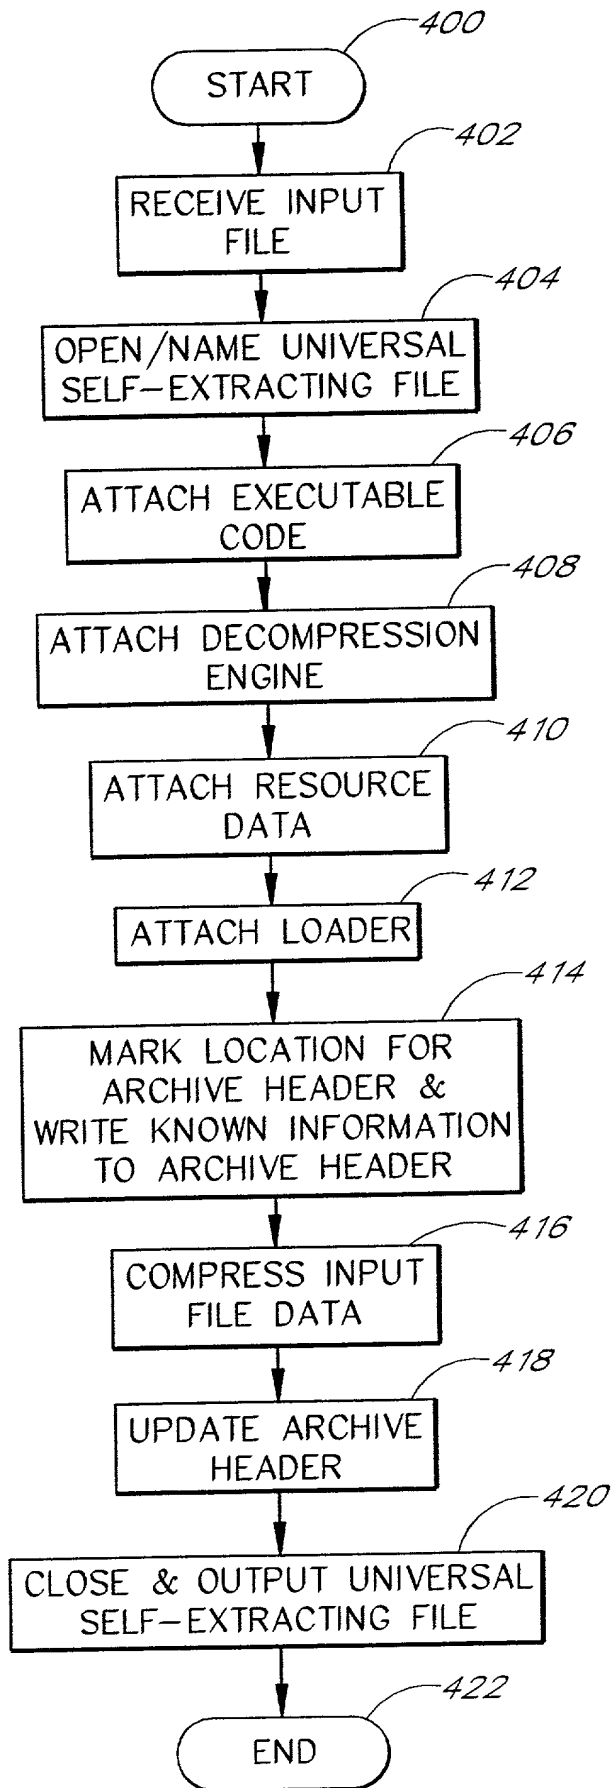 400
START
402
RECEIVE INPUT
FILE
404
OPEN/NAME UNIVERSAL
SELF-EXTRACTING FILE
406
ATTACH EXECUTABLE
CODE
408
ATTACH DECOMPRESSION
ENGINE
410
ATTACH RESOURCE
DATA
412
ATTACH LOADER
414
MARK LOCATION FOR
ARCHIVE HEADER &
WRITE KNOWN INFORMATION
TO ARCHIVE HEADER
416
COMPRESS INPUT
FILE DATA
418
UPDATE ARCHIVE
HEADER
420
CLOSE & OUTPUT UNIVERSAL
SELF-EXTRACTING FILE
422
END